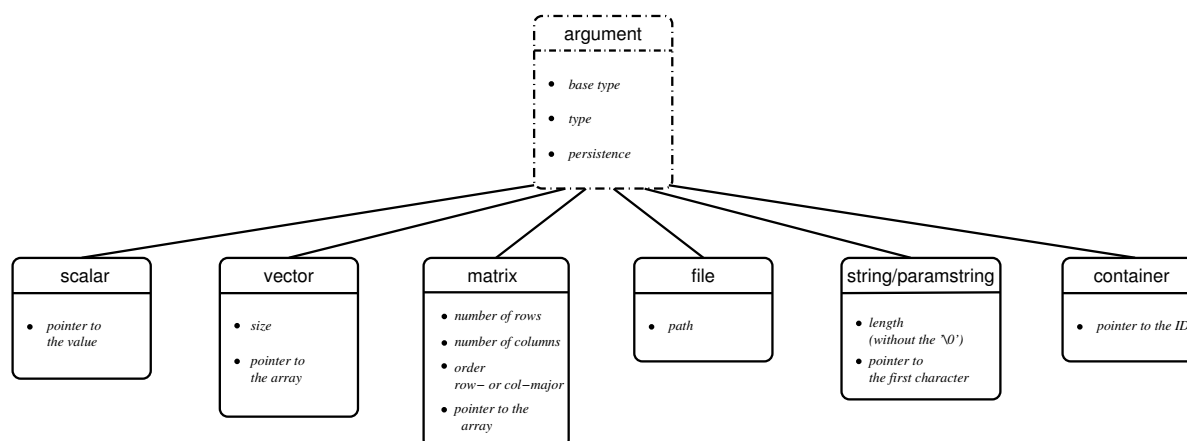 argument
• base type
• type
• persistence
scalar
• pointer to
the value
vector
• size
• pointer to
the array
matrix
• number of rows
• number of columns
• order
row− or col−major
• pointer to the
array
file
• path
string/paramstring
• length
(without the ’\0’)
• pointer to
the first character
container
• pointer to the ID